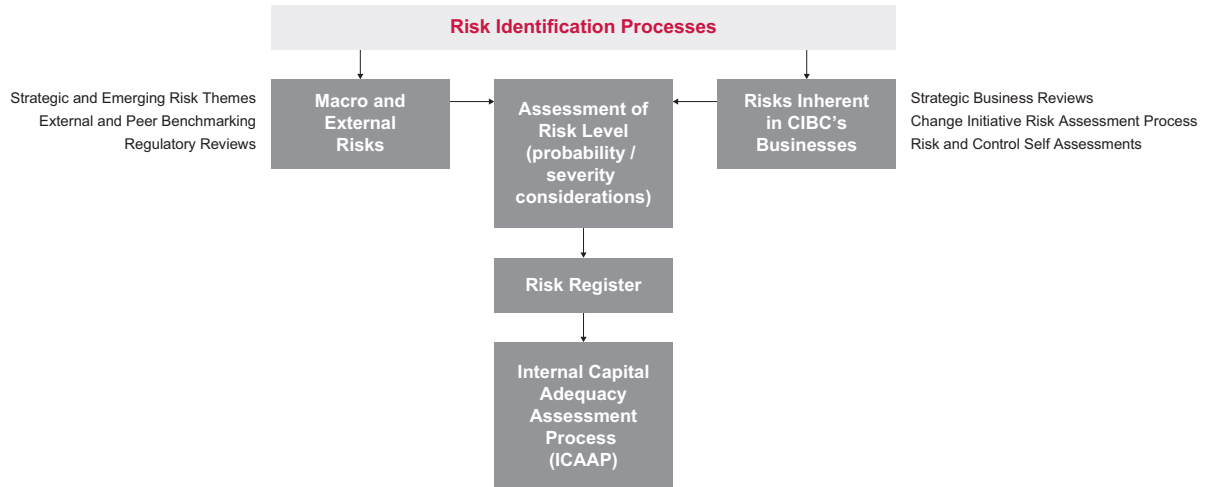 Risk Identification Processes
Strategic and Emerging Risk Themes
External and Peer Benchmarking
Regulatory Reviews
Macro and
External
Risks
Assessment of
Risk Level
(probability /
severity
considerations)
Risks Inherent
in CIBC's
Businesses
Strategic Business Reviews
Change Initiative Risk Assessment Process
Risk and Control Self Assessments
Risk Register
Internal Capital
Adequacy
Assessment
Process
(ICAAP)